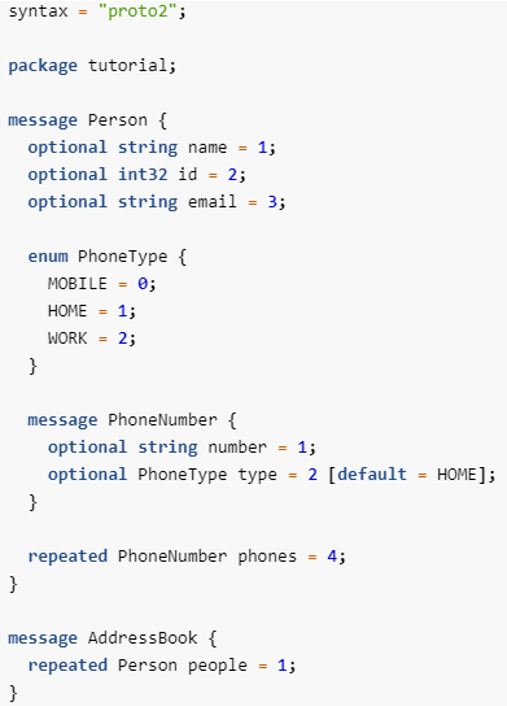 syntax = "proto2";
package tutorial;
message Person {
optional string name = 1;
optional int32 id = 2;
optional string email = 3;
enum PhoneType {
MOBILE = 0;
HOME = 1;
WORK = 2;
}
message PhoneNumber {
optional string number = 1;
optional PhoneType type = 2 [default = HOME];
}
repeated PhoneNumber phones = 4;
}
message AddressBook {
repeated Person people = 1;
}